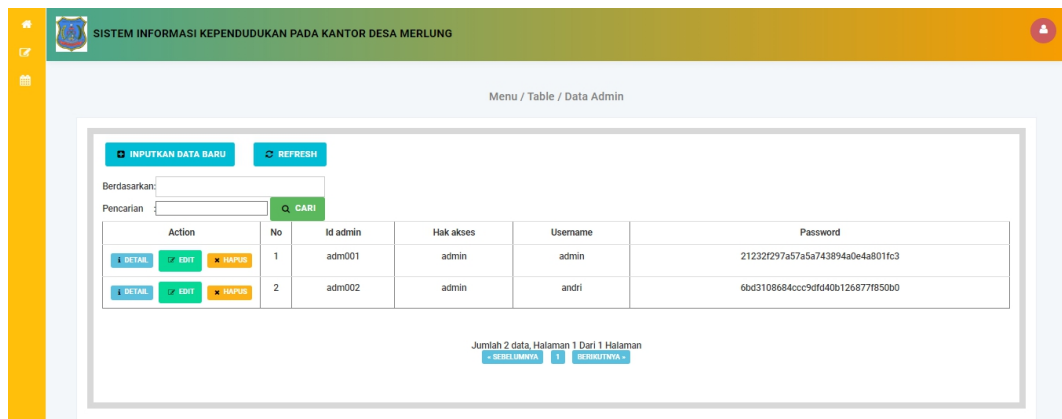 SISTEM INFORMASI KEPENDUDUKAN PADA KANTOR DESA MERLUNG
Menu / Table / Data Admin
INPUTKAN DATA BARU REFRESH
Berdasarkan:
Pencarian : CARI
Action No Id admin Hak akses Username Password
DETAIL EDIT HAPUS 1 adm001 admin admin 21232f297a57a5a743894a0e4a801fc3
DETAIL EDIT HAPUS 2 adm002 admin andri 6bd3108684ccc9dfd40b126877f850b0
Jumlah 2 data, Halaman 1 Dari 1 Halaman
« SEBELUMNYA 1 BERIKUTNYA »